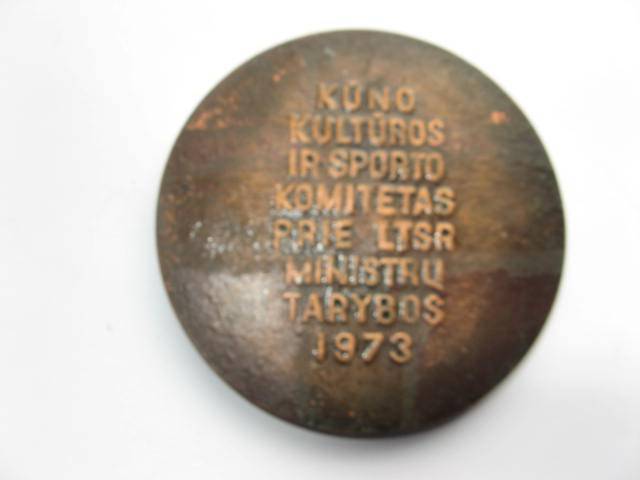 KŪNO
KULTŪROS
IR SPORTO
KOMITETAS
PRIE LTSR
MINISTRŲ
TARYBOS
1973